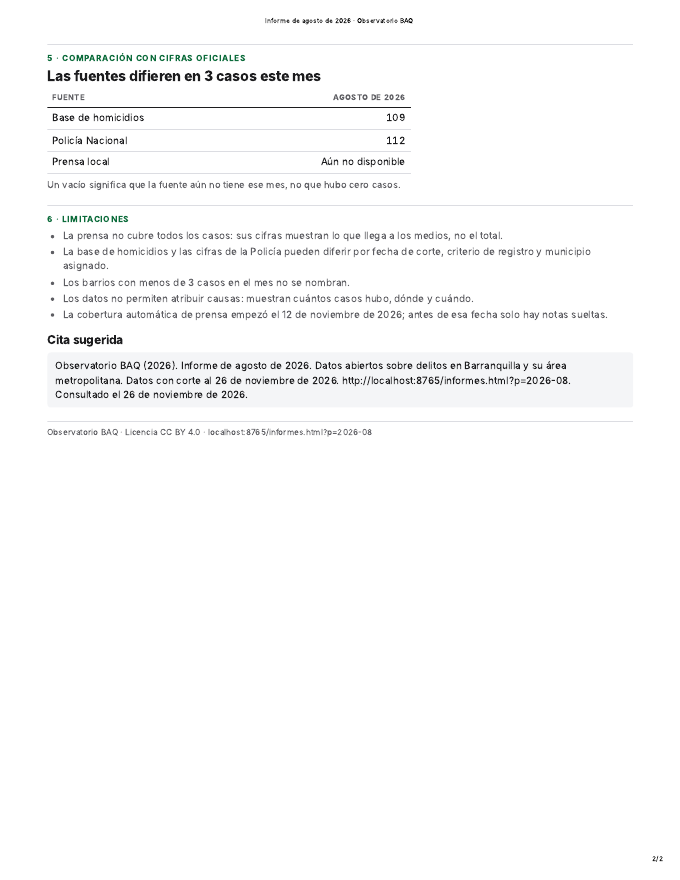 Informe de agosto de 2026 · Observatorio BAQ
5 · COMPARACIÓN CON CIFRAS OFICIALES
Las fuentes difieren en 3 casos este mes
FUENTE AGOSTO DE 2026
Base de homicidios 109
Policía Nacional 112
Prensa local Aún no disponible
Un vacío significa que la fuente aún no tiene ese mes, no que hubo cero casos.
6 · LIMITACIONES
• La prensa no cubre todos los casos: sus cifras muestran lo que llega a los medios, no el total.
• La base de homicidios y las cifras de la Policía pueden diferir por fecha de corte, criterio de registro y municipio
asignado.
• Los barrios con menos de 3 casos en el mes no se nombran.
• Los datos no permiten atribuir causas: muestran cuántos casos hubo, dónde y cuándo.
• La cobertura automática de prensa empezó el 12 de noviembre de 2026; antes de esa fecha solo hay notas sueltas.
Cita sugerida
Observatorio BAQ (2026). Informe de agosto de 2026. Datos abiertos sobre delitos en Barranquilla y su área
metropolitana. Datos con corte al 26 de noviembre de 2026. http://localhost:8765/informes.html?p=2026-08.
Consultado el 26 de noviembre de 2026.
Observatorio BAQ · Licencia CC BY 4.0 · localhost:8765/informes.html?p=2026-08
2/2